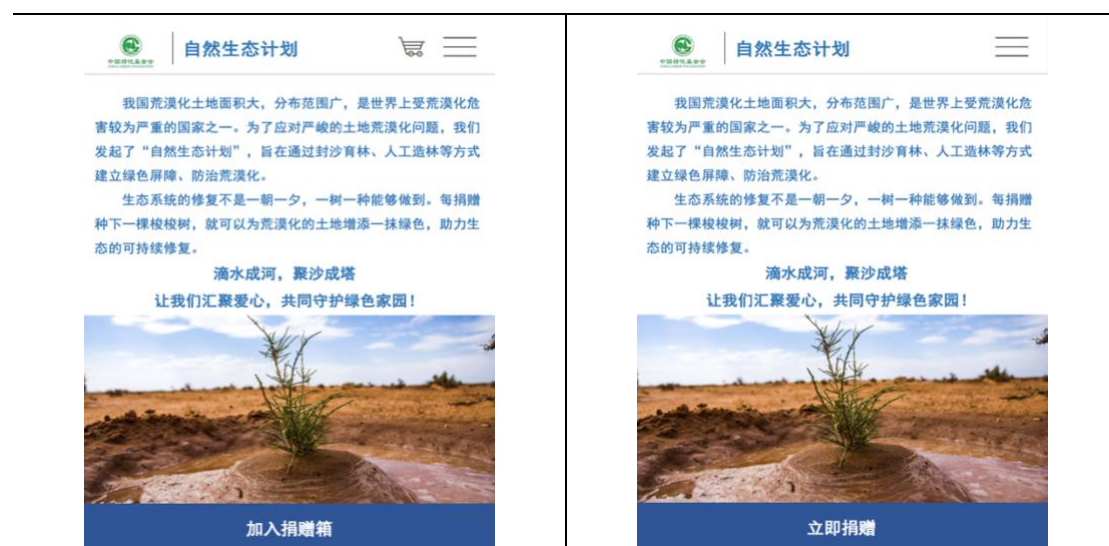 中国绿化基金会
自然生态计划
我国荒漠化土地面积大，分布范围广，是世界上受荒漠化危
害较为严重的国家之一。为了应对严峻的土地荒漠化问题，我们
发起了“自然生态计划”，旨在通过封沙育林、人工造林等方式
建立绿色屏障、防治荒漠化。
生态系统的修复不是一朝一夕，一树一种能够做到。每捐赠
种下一棵梭梭树，就可以为荒漠化的土地增添一抹绿色，助力生
态的可持续修复。
滴水成河，聚沙成塔
让我们汇聚爱心，共同守护绿色家园！
加入捐赠箱
中国绿化基金会
自然生态计划
我国荒漠化土地面积大，分布范围广，是世界上受荒漠化危
害较为严重的国家之一。为了应对严峻的土地荒漠化问题，我们
发起了“自然生态计划”，旨在通过封沙育林、人工造林等方式
建立绿色屏障、防治荒漠化。
生态系统的修复不是一朝一夕，一树一种能够做到。每捐赠
种下一棵梭梭树，就可以为荒漠化的土地增添一抹绿色，助力生
态的可持续修复。
滴水成河，聚沙成塔
让我们汇聚爱心，共同守护绿色家园！
立即捐赠